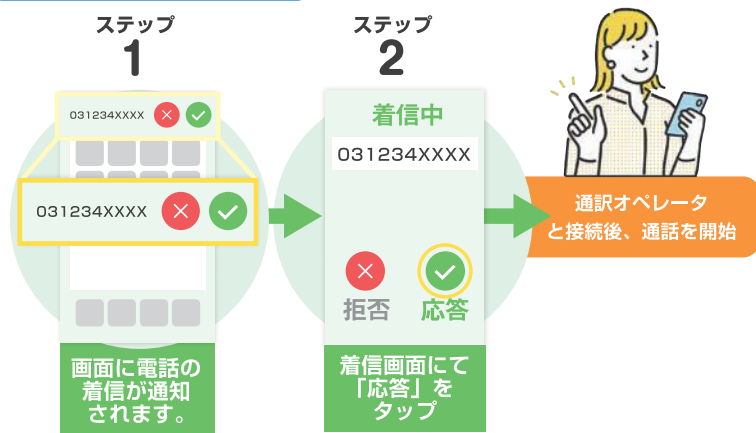 ステップ
1
031234XXXX
031234XXXX
画面に電話の
着信が通知
されます。
ステップ
2
着信中
031234XXXX
拒否
応答
着信画面にて
「応答」を
タップ
通訳オペレータ
と接続後、通話を開始